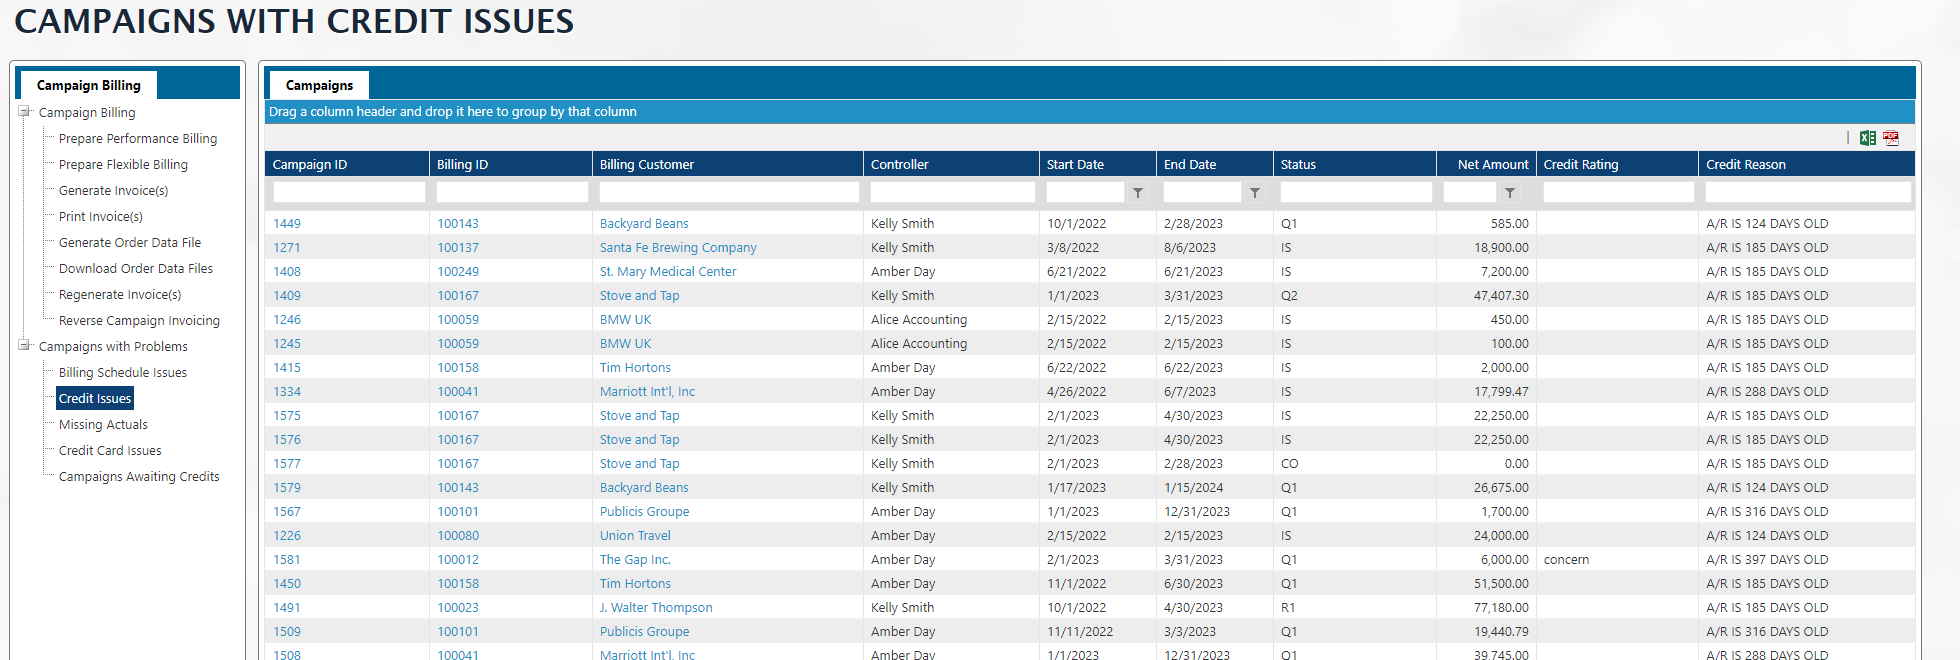 CAMPAIGNS WITH CREDIT ISSUES
Campaign Billing
Campaign Billing
Prepare Performance Billing
Prepare Flexible Billing
Generate Invoice(s)
Print Invoice(s)
Generate Order Data File
Download Order Data Files
Regenerate Invoice(s)
Reverse Campaign Invoicing
Campaigns with Problems
Billing Schedule Issues
Credit Issues
Missing Actuals
Credit Card Issues
Campaigns Awaiting Credits
Campaigns
Drag a column header and drop it here to group by that column
Campaign ID Billing ID Billing Customer Controller Start Date End Date Status Net Amount Credit Rating Credit Reason
1449 100143 Backyard Beans Kelly Smith 10/1/2022 2/28/2023 Q1 585.00 A/R IS 124 DAYS OLD
1271 100137 Santa Fe Brewing Company Kelly Smith 3/8/2022 8/6/2023 IS 18,900.00 A/R IS 185 DAYS OLD
1408 100249 St. Mary Medical Center Amber Day 6/21/2022 6/21/2023 IS 7,200.00 A/R IS 185 DAYS OLD
1409 100167 Stove and Tap Kelly Smith 1/1/2023 3/31/2023 Q2 47,407.30 A/R IS 185 DAYS OLD
1246 100059 BMW UK Alice Accounting 2/15/2022 2/15/2023 IS 450.00 A/R IS 185 DAYS OLD
1245 100059 BMW UK Alice Accounting 2/15/2022 2/15/2023 IS 100.00 A/R IS 185 DAYS OLD
1415 100158 Tim Hortons Amber Day 6/22/2022 6/22/2023 IS 2,000.00 A/R IS 185 DAYS OLD
1334 100041 Marriott Int'l, Inc Amber Day 4/26/2022 6/7/2023 IS 17,799.47 A/R IS 288 DAYS OLD
1575 100167 Stove and Tap Kelly Smith 2/1/2023 4/30/2023 IS 22,250.00 A/R IS 185 DAYS OLD
1576 100167 Stove and Tap Kelly Smith 2/1/2023 4/30/2023 IS 22,250.00 A/R IS 185 DAYS OLD
1577 100167 Stove and Tap Kelly Smith 2/1/2023 2/28/2023 CO 0.00 A/R IS 185 DAYS OLD
1579 100143 Backyard Beans Kelly Smith 1/17/2023 1/15/2024 Q1 26,675.00 A/R IS 124 DAYS OLD
1567 100101 Publicis Groupe Amber Day 1/1/2023 12/31/2023 Q1 1,700.00 A/R IS 316 DAYS OLD
1226 100080 Union Travel Amber Day 2/15/2022 2/15/2023 IS 24,000.00 A/R IS 124 DAYS OLD
1581 100012 The Gap Inc. Amber Day 2/1/2023 3/31/2023 Q1 6,000.00 concern A/R IS 397 DAYS OLD
1450 100158 Tim Hortons Amber Day 11/1/2022 6/30/2023 Q1 51,500.00 A/R IS 185 DAYS OLD
1491 100023 J. Walter Thompson Kelly Smith 10/1/2022 4/30/2023 R1 77,180.00 A/R IS 185 DAYS OLD
1509 100101 Publicis Groupe Amber Day 11/11/2022 3/3/2023 Q1 19,440.79 A/R IS 316 DAYS OLD
1508 100041 Marriott Int'l, Inc Amber Day 1/1/2023 12/31/2023 Q1 39,745.00 A/R IS 288 DAYS OLD